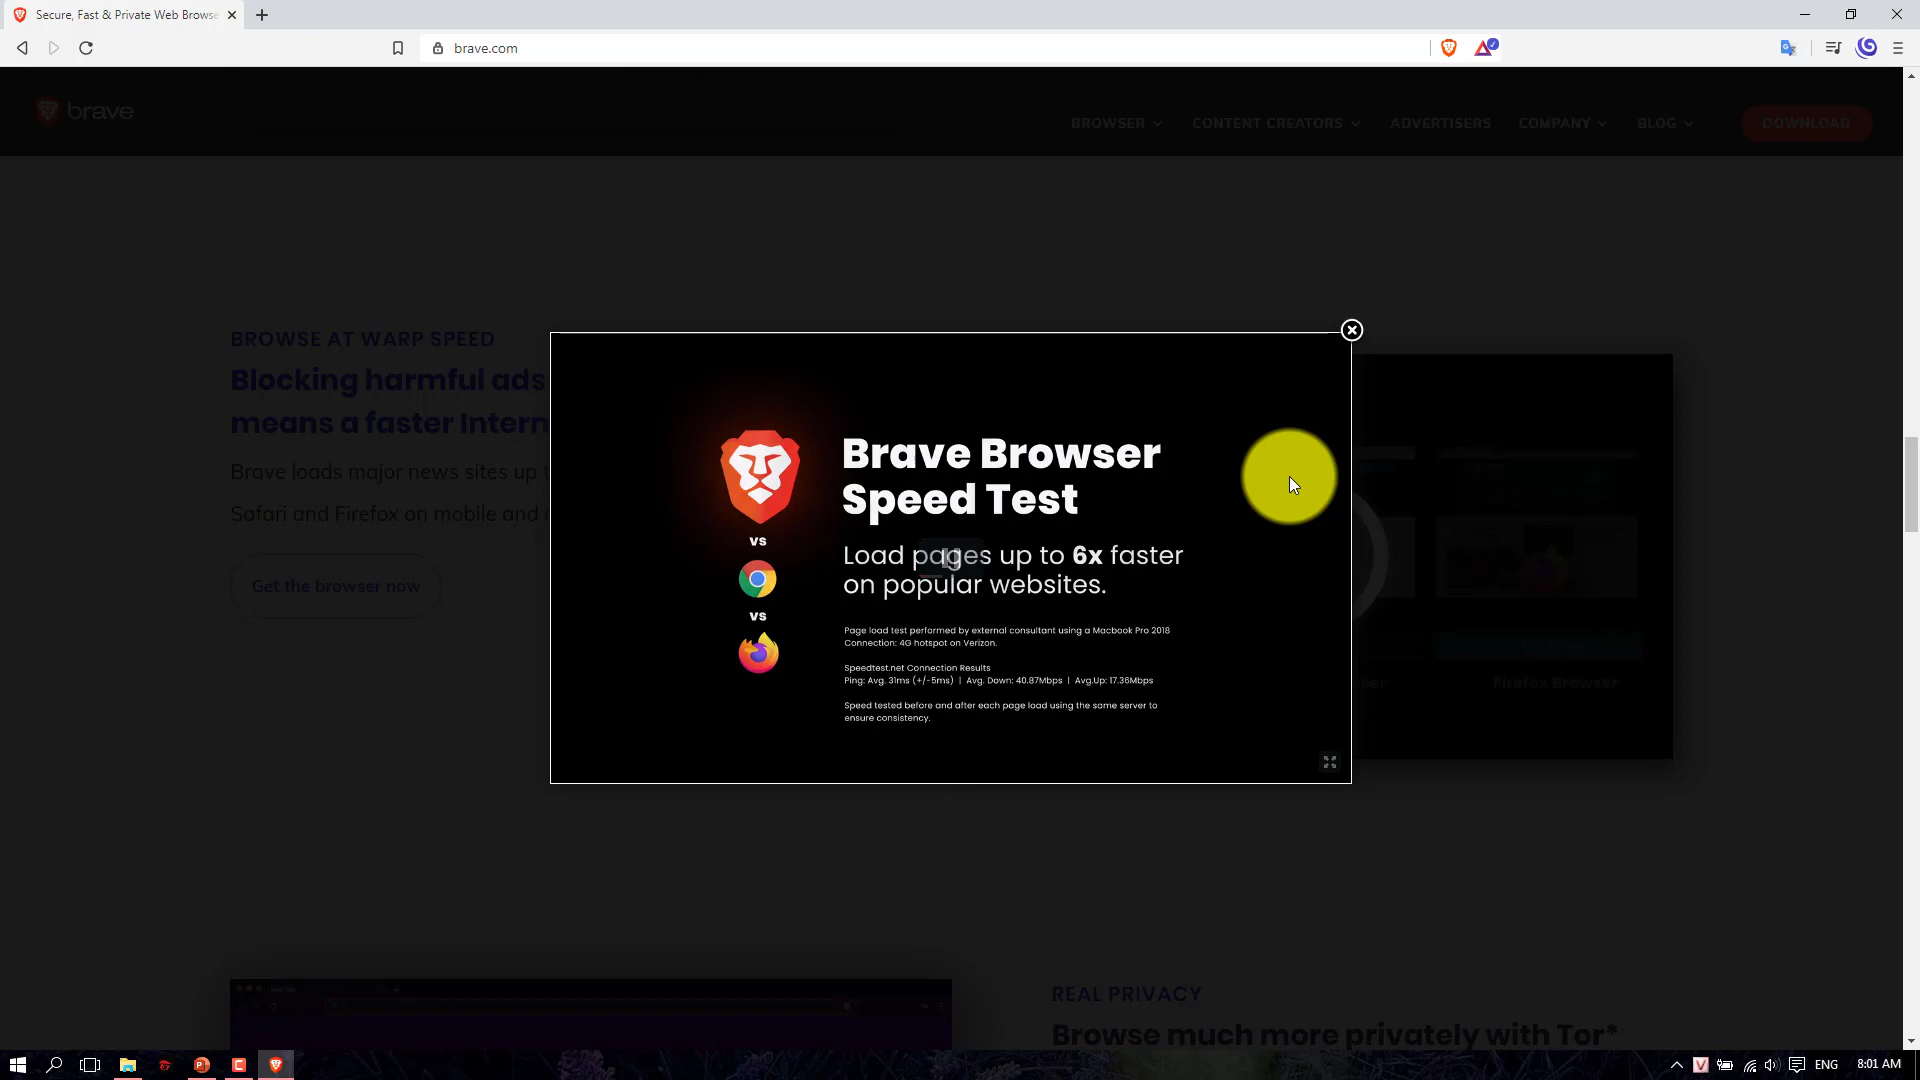 Secure, Fast & Private Web Browse
brave.com
brave
BROWSER
CONTENT CREATORS
ADVERTISERS
COMPANY
BLOG
DOWNLOAD
BROWSE AT WARP SPEED
Blocking harmful ads
means a faster Intern
Brave loads major news sites up t
Safari and Firefox on mobile and
Get the browser now
Brave Browser
Speed Test
Load pages up to 6x faster
on popular websites.
vs
vs
Page load test performed by external consultant using a Macbook Pro 2018
Connection: 4G hotspot on Verizon.
Speedtest.net Connection Results
Ping: Avg. 31ms (+/-5ms) | Avg. Down: 40.87Mbps | Avg.Up: 17.36Mbps
Speed tested before and after each page load using the same server to
ensure consistency.
Firefox Browser
REAL PRIVACY
Browse much more privately with Tor*
ENG
8:01 AM